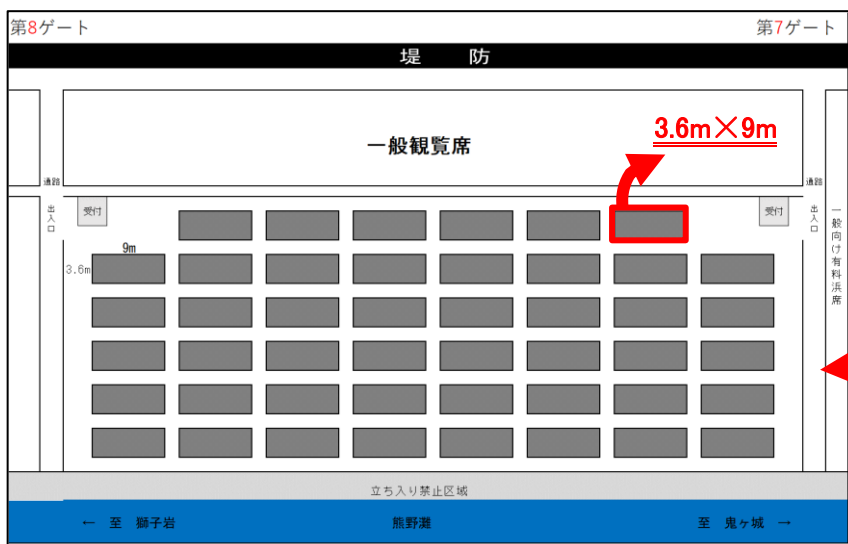 第8ゲート
第7ゲート
堤　防
一般観覧席
3.6m×9m
通路
通路
出入口
受付
受付
出入口
一般向け有料浜席
9m
3.6m
立ち入り禁止区域
← 至 獅子岩
熊野灘
至 鬼ヶ城 →